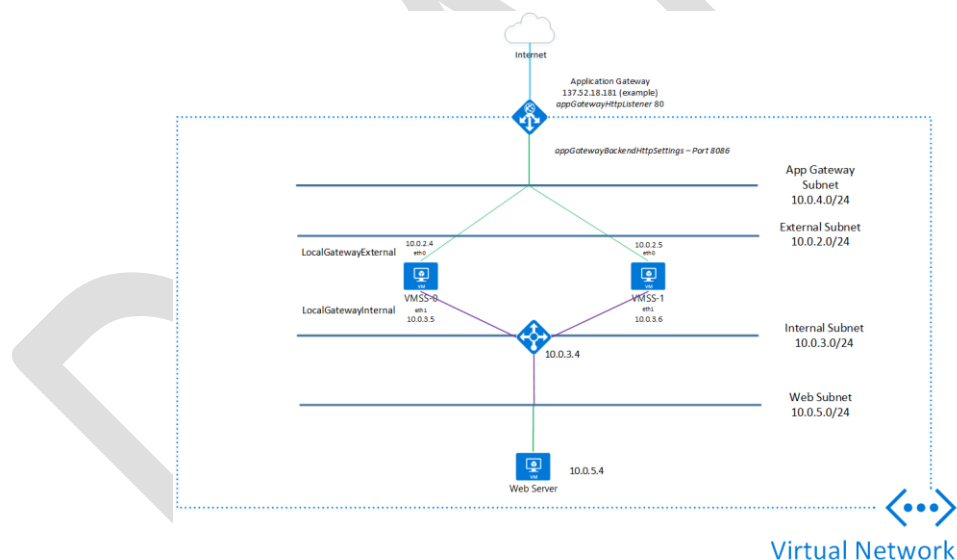 Internet
Application Gateway
137.52.18.181 (example)
appGatewayHttpListener 80
appGatewayBackendHttpSettings – Port 8086
App Gateway
Subnet
10.0.4.0/24
External Subnet
10.0.2.0/24
LocalGatewayExternal
10.0.2.4
eth0
10.0.2.5
eth0
VM
VM
VMSS-0
VMSS-1
LocalGatewayInternal
eth1
10.0.3.5
eth1
10.0.3.6
Internal Subnet
10.0.3.0/24
10.0.3.4
Web Subnet
10.0.5.0/24
VM
10.0.5.4
Web Server
Virtual Network